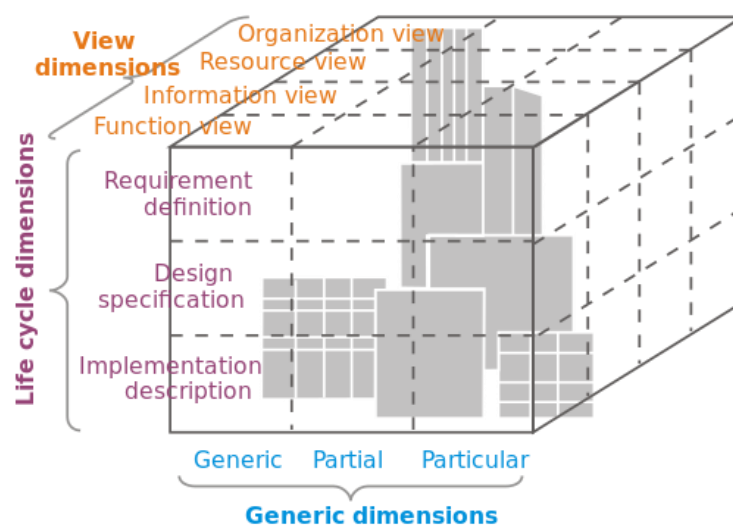 View
dimensions
Organization view
Resource view
Information view
Function view
Life cycle dimensions
Requirement
definition
Design
specification
Implementation
description
Generic
Partial
Particular
Generic dimensions